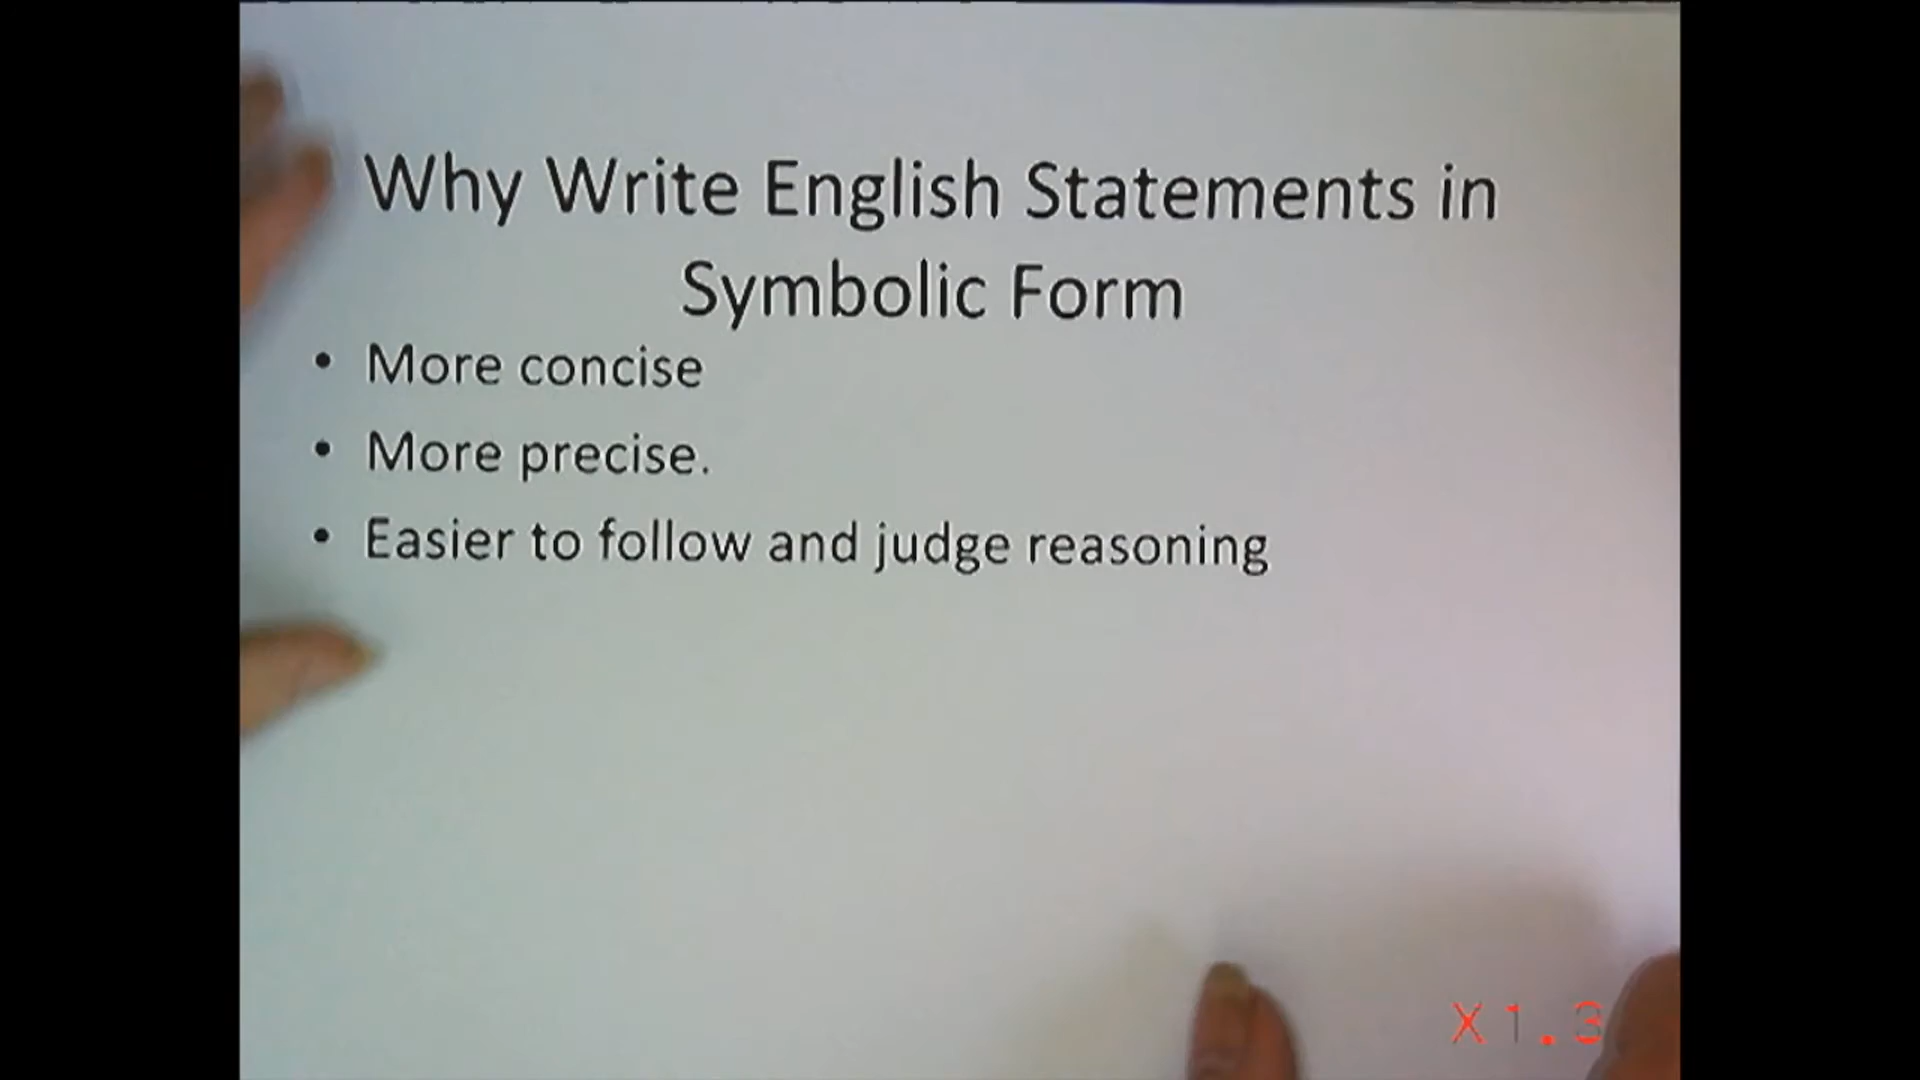 Why Write English Statements in
Symbolic Form
• More concise
• More precise.
• Easier to follow and judge reasoning
X1.3